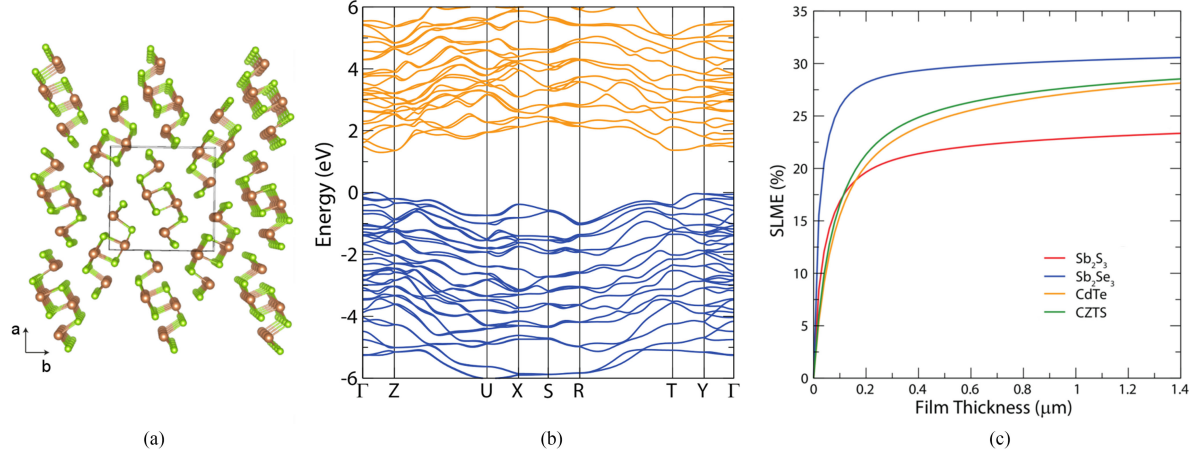 a
b
(a)
6
4
2
0
-2
-4
-6
Energy (eV)
Γ Z U X S R T Y Γ
(b)
35
30
25
20
15
10
5
0
SLME (%)
Sb₂S₃
Sb₂Se₃
CdTe
CZTS
0 0.2 0.4 0.6 0.8 1 1.2 1.4
Film Thickness (μm)
(c)